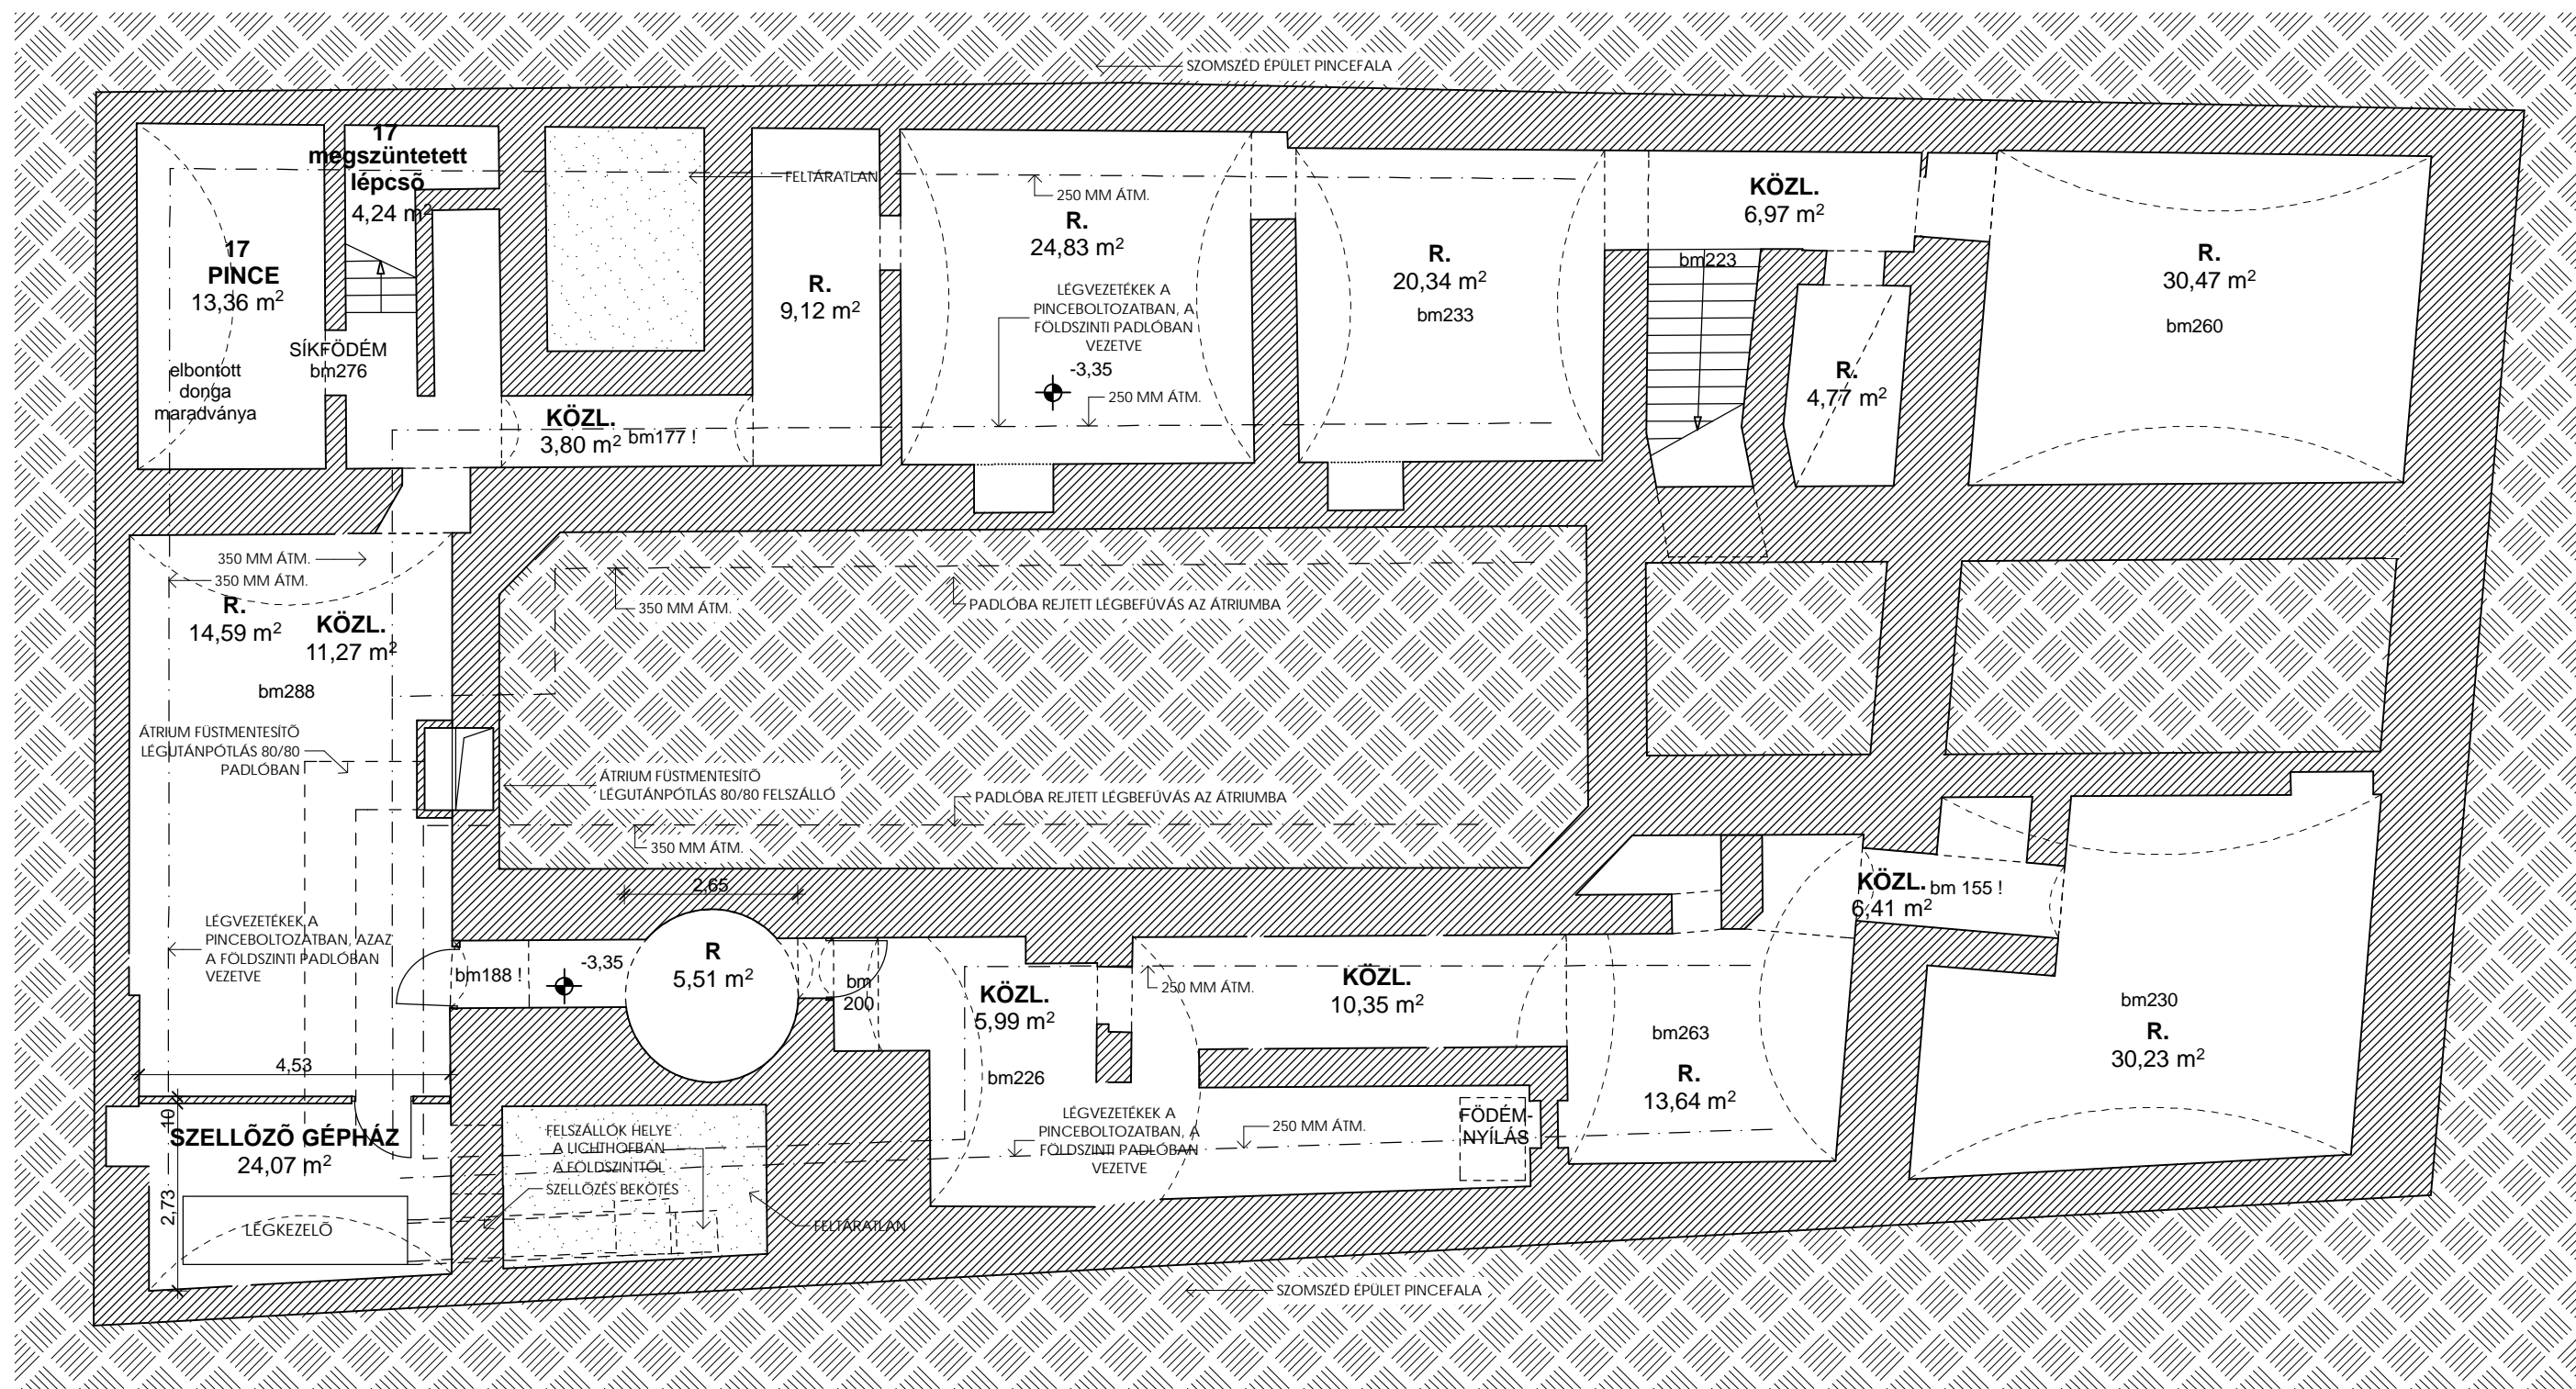 SZOMSZÉD ÉPÜLET PINCEFALA
17
megszüntetett
lépcsõ
4,24 m²
17
PINCE
13,36 m²
elbontott
donga
maradványa
SÍKFÖDÉM
bm276
FELTÁRATLAN
R.
9,12 m²
KÖZL.
3,80 m²
bm177 !
250 MM ÁTM.
R.
24,83 m²
LÉGVEZETÉKEK A
PINCEBOLTOZATBAN, A
FÖLDSZINTI PADLÓBAN
VEZETVE
-3,35
250 MM ÁTM.
R.
20,34 m²
bm233
KÖZL.
6,97 m²
bm223
R.
4,77 m²
R.
30,47 m²
bm260
350 MM ÁTM.
350 MM ÁTM.
R.
14,59 m²
KÖZL.
11,27 m²
bm288
350 MM ÁTM.
PADLÓBA REJTETT LÉGBEFÚVÁS AZ ÁTRIUMBA
ÁTRIUM FÜSTMENTESÍTÕ
LÉGUTÁNPÓTLÁS 80/80
PADLÓBAN
ÁTRIUM FÜSTMENTESÍTÕ
LÉGUTÁNPÓTLÁS 80/80 FELSZÁLLÓ
PADLÓBA REJTETT LÉGBEFÚVÁS AZ ÁTRIUMBA
350 MM ÁTM.
2,65
LÉGVEZETÉKEK A
PINCEBOLTOZATBAN, AZAZ
A FÖLDSZINTI PADLÓBAN
VEZETVE
bm188 !
-3,35
R
5,51 m²
bm
200
KÖZL.
5,99 m²
bm226
250 MM ÁTM.
KÖZL.
10,35 m²
KÖZL.
6,41 m²
bm 155 !
bm263
R.
13,64 m²
bm230
R.
30,23 m²
4,53
10
2,73
SZELLÕZÕ GÉPHÁZ
24,07 m²
LÉGKEZELÕ
FELSZÁLLÓK HELYE
A LICHTHOFBAN
A FÖLDSZINTTÕL
SZELLÕZÉS BEKÖTÉS
FELTÁRATLAN
LÉGVEZETÉKEK A
PINCEBOLTOZATBAN, A
FÖLDSZINTI PADLÓBAN
VEZETVE
250 MM ÁTM.
FÖDÉM-
NYÍLÁS
SZOMSZÉD ÉPÜLET PINCEFALA